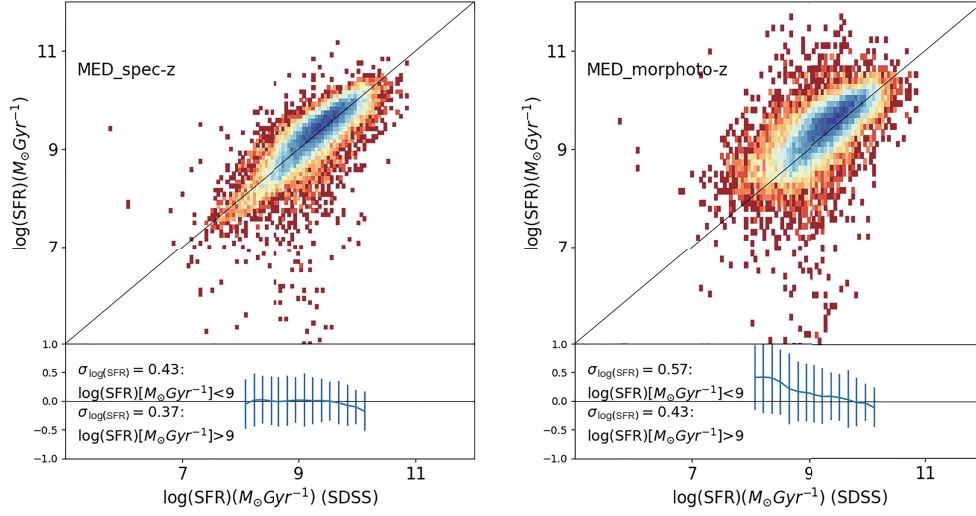 11
MED_spec-z
9
log(SFR)(M⊙Gyr⁻¹)
7
1.0
0.5
0.0
−0.5
−1.0
σlog(SFR) = 0.43:
log(SFR)[M⊙Gyr⁻¹]<9
σlog(SFR) = 0.37:
log(SFR)[M⊙Gyr⁻¹]>9
7 9 11
log(SFR)(M⊙Gyr⁻¹) (SDSS)
11
MED_morphoto-z
9
log(SFR)(M⊙Gyr⁻¹)
7
1.0
0.5
0.0
−0.5
−1.0
σlog(SFR) = 0.57:
log(SFR)[M⊙Gyr⁻¹]<9
σlog(SFR) = 0.43:
log(SFR)[M⊙Gyr⁻¹]>9
7 9 11
log(SFR)(M⊙Gyr⁻¹) (SDSS)